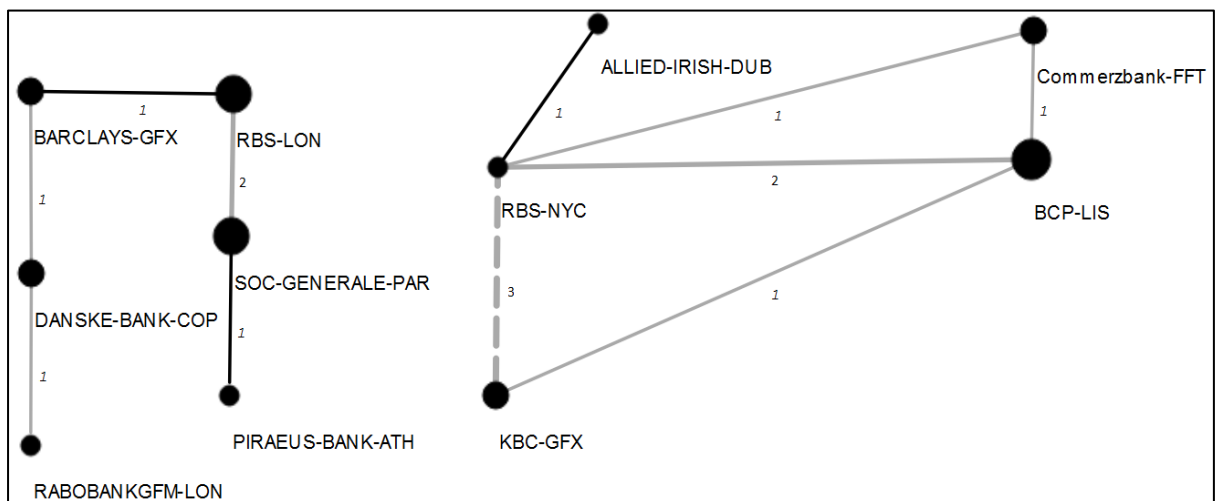 ALLIED-IRISH-DUB
Commerzbank-FFT
1
1
1
1
BARCLAYS-GFX
RBS-LON
1
2
2
1
RBS-NYC
BCP-LIS
SOC-GENERALE-PAR
3
1
DANSKE-BANK-COP
1
1
PIRAEUS-BANK-ATH
KBC-GFX
RABOBANKGFM-LON